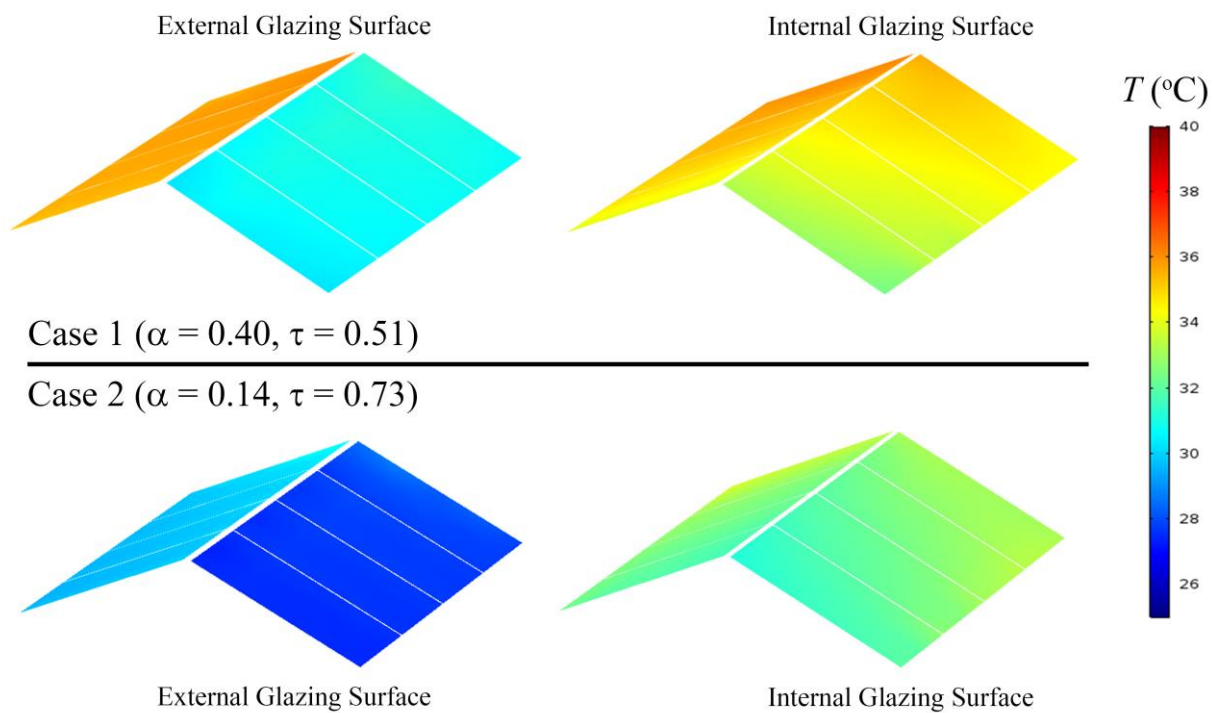 External Glazing Surface
Internal Glazing Surface
T (°C)
40
38
36
34
32
30
28
26
Case 1 (α = 0.40, τ = 0.51)
Case 2 (α = 0.14, τ = 0.73)
External Glazing Surface
Internal Glazing Surface